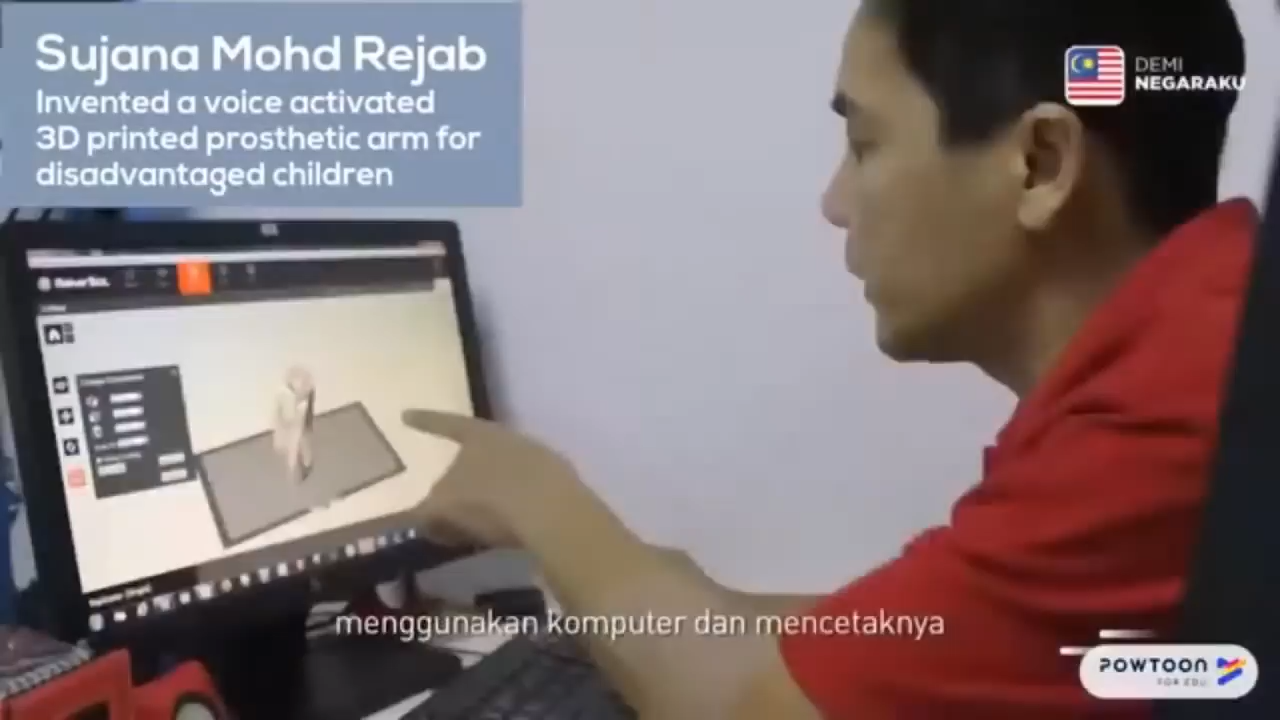 Sujana Mohd Rejab
Invented a voice activated
3D printed prosthetic arm for
disadvantaged children
DEMI
NEGARAKU
MakerBot.
menggunakan komputer dan mencetaknya
POWTOON
FOR EDU